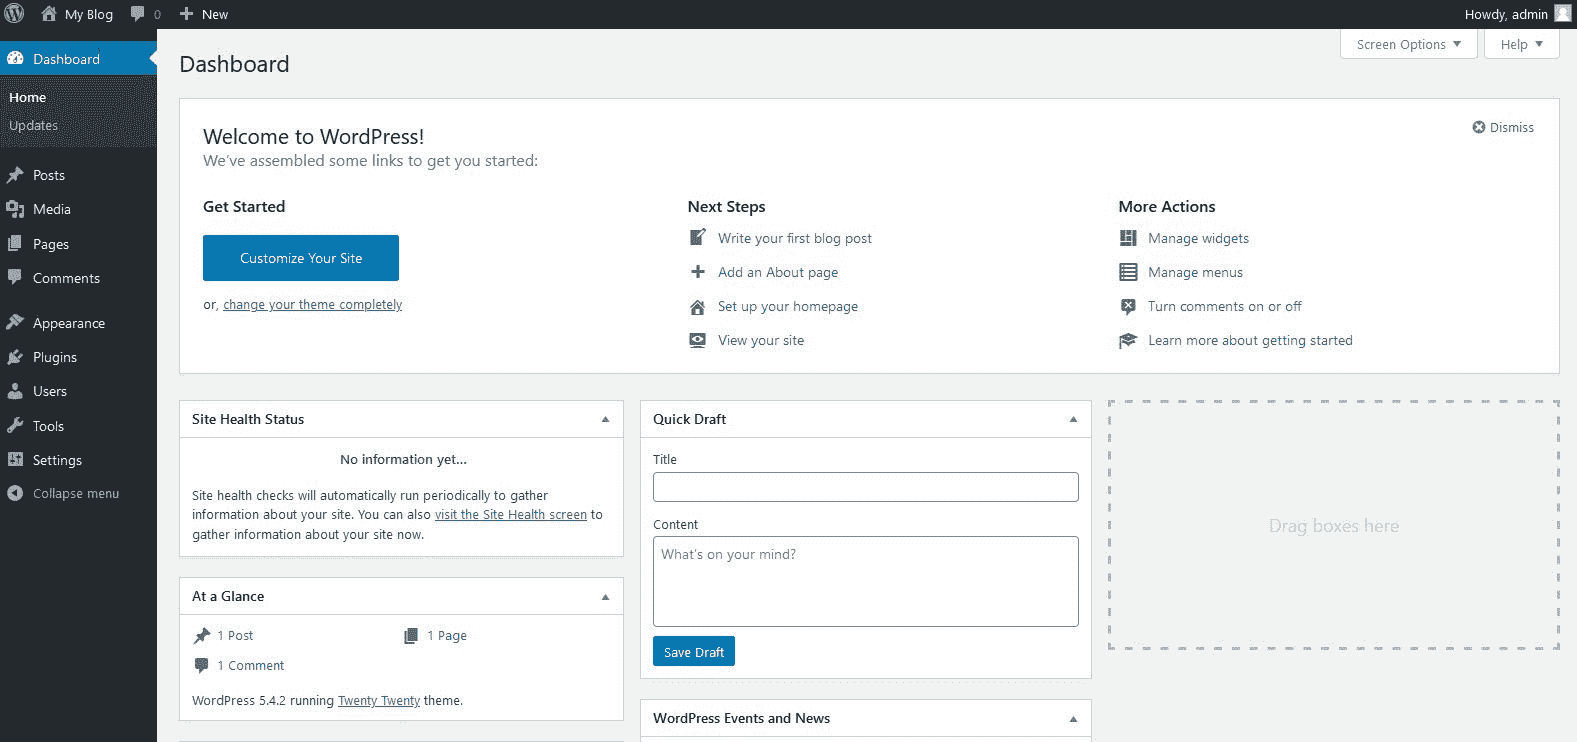 My Blog
0
New
Howdy, admin
Screen Options
Help
Dashboard
Home
Updates
Posts
Media
Pages
Comments
Appearance
Plugins
Users
Tools
Settings
Collapse menu
Dashboard
Welcome to WordPress!
We've assembled some links to get you started:
Dismiss
Get Started
Customize Your Site
or, change your theme completely
Next Steps
Write your first blog post
Add an About page
Set up your homepage
View your site
More Actions
Manage widgets
Manage menus
Turn comments on or off
Learn more about getting started
Site Health Status
No information yet...
Site health checks will automatically run periodically to gather
information about your site. You can also visit the Site Health screen to
gather information about your site now.
At a Glance
1 Post
1 Page
1 Comment
WordPress 5.4.2 running Twenty Twenty theme.
Quick Draft
Title
Content
What's on your mind?
Save Draft
WordPress Events and News
Drag boxes here